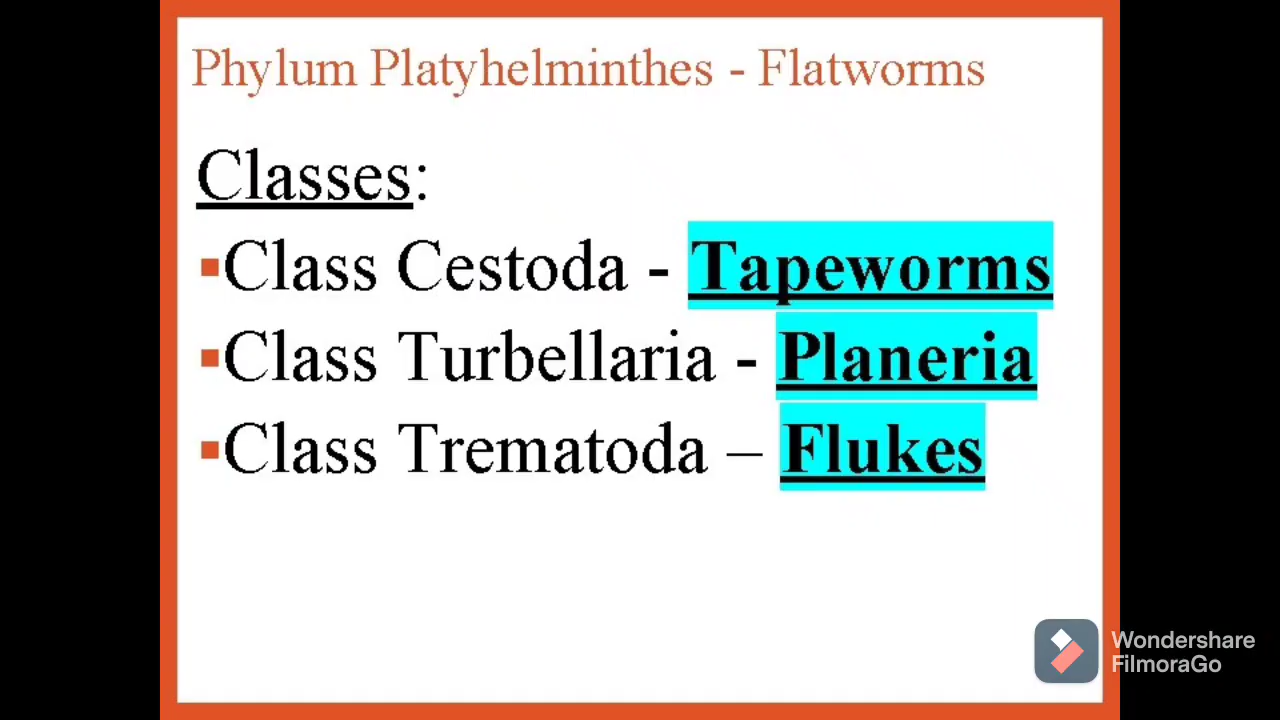 Phylum Platyhelminthes - Flatworms
Classes:
▪Class Cestoda - Tapeworms
▪Class Turbellaria - Planeria
▪Class Trematoda – Flukes
Wondershare
FilmoraGo